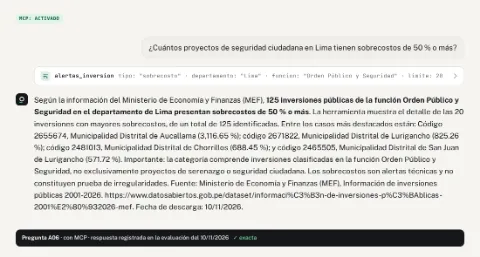 MCP: ACTIVADO
¿Cuántos proyectos de seguridad ciudadana en Lima tienen sobrecostos de 50 % o más?
alertas_inversion tipo: "sobrecosto" · departamento: "Lima" · funcion: "Orden Público y Seguridad" · limite: 20
Según la información del Ministerio de Economía y Finanzas (MEF), 125 inversiones públicas de la función Orden Público y
Seguridad en el departamento de Lima presentan sobrecostos de 50 % o más. La herramienta muestra el detalle de las 20
inversiones con mayores sobrecostos, de un total de 125 identificadas. Entre los casos más destacados están: Código
2655674, Municipalidad Distrital de Aucallama (3,116.65 %); código 2671822, Municipalidad Distrital de Lurigancho (825.26
%); código 2481013, Municipalidad Distrital de Chorrillos (688.45 %); y código 2465505, Municipalidad Distrital de San Juan
de Lurigancho (571.72 %). Importante: la categoría comprende inversiones clasificadas en la función Orden Público y
Seguridad, no exclusivamente proyectos de serenazgo o seguridad ciudadana. Los sobrecostos son alertas técnicas y no
constituyen prueba de irregularidades. Fuente: Ministerio de Economía y Finanzas (MEF), Información de inversiones
públicas 2001-2026. https://www.datosabiertos.gob.pe/dataset/informaci%C3%B3n-de-inversiones-p%C3%BAblicas-
2001%E2%80%932026-mef. Fecha de descarga: 10/11/2026.
Pregunta A06 · con MCP · respuesta registrada en la evaluación del 10/11/2026 ✓ exacta